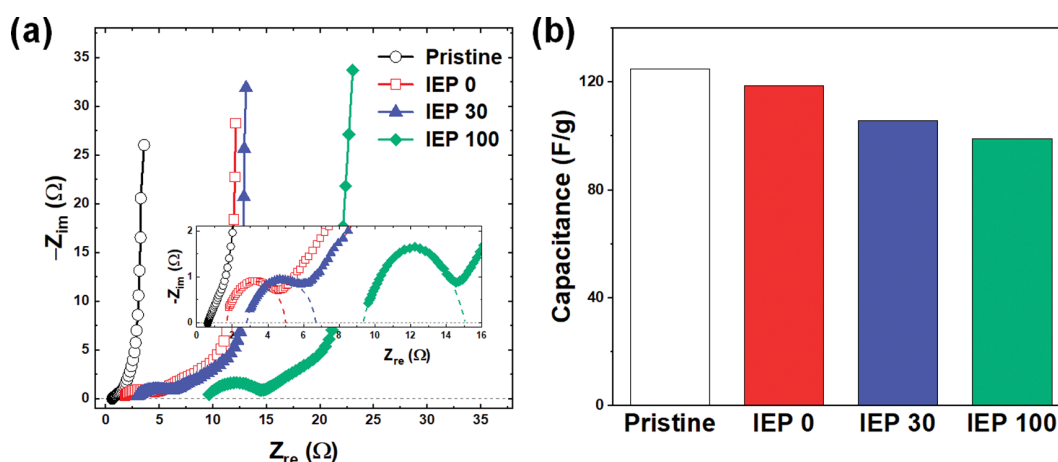 (a)
Pristine
IEP 0
IEP 30
IEP 100
35
30
25
20
15
10
5
0
−Z_im (Ω)
0 5 10 15 20 25 30 35
Z_re (Ω)
2
1
0
-Z_im (Ω)
0 2 4 6 8 10 12 14 16
Z_re (Ω)
(b)
120
80
40
0
Capacitance (F/g)
Pristine IEP 0 IEP 30 IEP 100